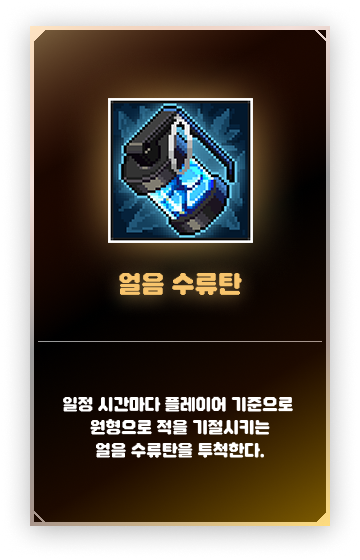 얼음 수류탄
일정 시간마다 플레이어 기준으로
원형으로 적을 기절시키는
얼음 수류탄을 투척한다.